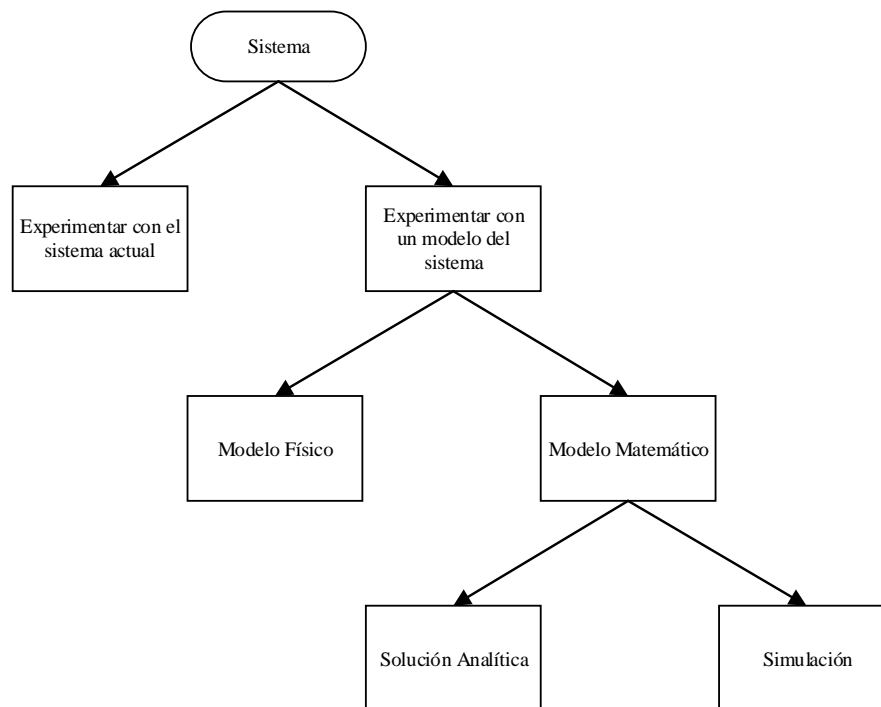 Sistema
Experimentar con el
sistema actual
Experimentar con
un modelo del
sistema
Modelo Físico
Modelo Matemático
Solución Analítica
Simulación